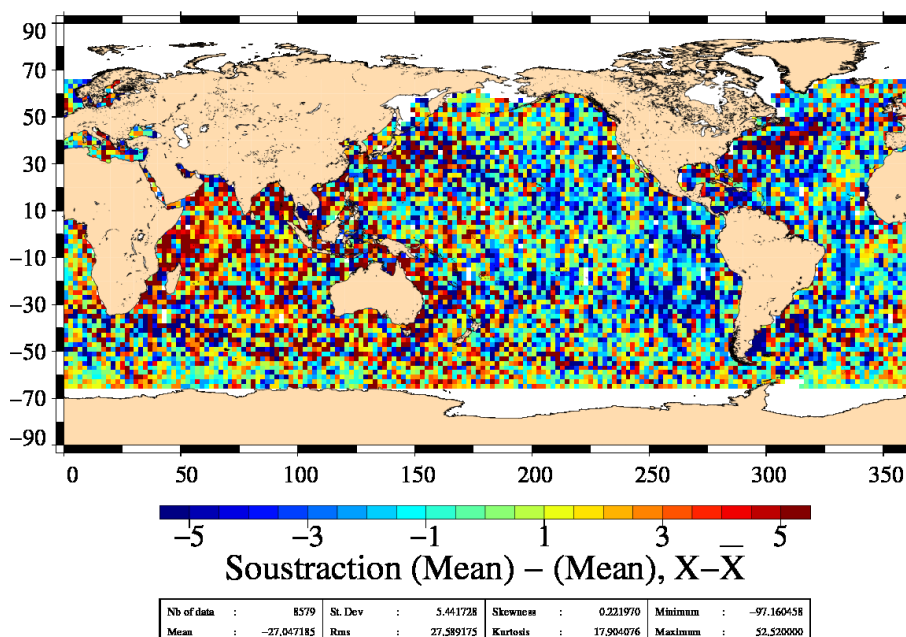 90
70
50
30
10
−10
−30
−50
−70
−90
0 50 100 150 200 250 300 350
−5 −3 −1 1 3 5
Soustraction (Mean) − (Mean), X−X̅
Nb of data : 8579 St. Dev : 5.441728 Skewness : 0.221970 Minimum : −97.160458
Mean : −27.047185 Rms : 27.589175 Kurtosis : 17.904076 Maximum : 52.520000